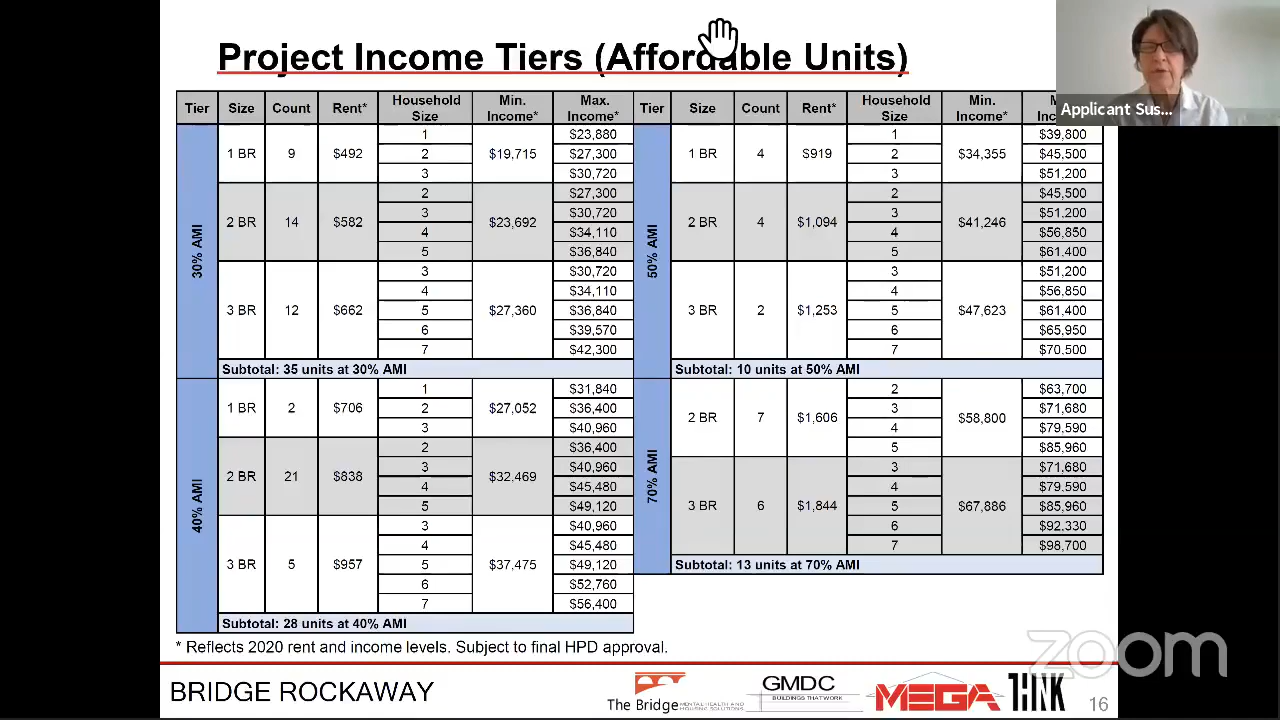 Project Income Tiers (Affordable Units)
Applicant Sus...
Tier Size Count Rent* Household Size Min. Income* Max. Income*
30% AMI
1 BR 9 $492 $19,715
1 $23,880
2 $27,300
3 $30,720
2 BR 14 $582 $23,692
2 $27,300
3 $30,720
4 $34,110
5 $36,840
3 BR 12 $662 $27,360
3 $30,720
4 $34,110
5 $36,840
6 $39,570
7 $42,300
Subtotal: 35 units at 30% AMI
40% AMI
1 BR 2 $706 $27,052
1 $31,840
2 $36,400
3 $40,960
2 BR 21 $838 $32,469
2 $36,400
3 $40,960
4 $45,480
5 $49,120
3 BR 5 $957 $37,475
3 $40,960
4 $45,480
5 $49,120
6 $52,760
7 $56,400
Subtotal: 28 units at 40% AMI
Tier Size Count Rent* Household Size Min. Income*
50% AMI
1 BR 4 $919 $34,355
1 $39,800
2 $45,500
3 $51,200
2 BR 4 $1,094 $41,246
2 $45,500
3 $51,200
4 $56,850
5 $61,400
3 BR 2 $1,253 $47,623
3 $51,200
4 $56,850
5 $61,400
6 $65,950
7 $70,500
Subtotal: 10 units at 50% AMI
70% AMI
2 BR 7 $1,606 $58,800
2 $63,700
3 $71,680
4 $79,590
5 $85,960
3 BR 6 $1,844 $67,886
3 $71,680
4 $79,590
5 $85,960
6 $92,330
7 $98,700
Subtotal: 13 units at 70% AMI
* Reflects 2020 rent and income levels. Subject to final HPD approval.
zoom
BRIDGE ROCKAWAY
The Bridge MENTAL HEALTH AND HOUSING SOLUTIONS
GMDC
BUILDINGS THAT WORK
MEGA
THINK
16